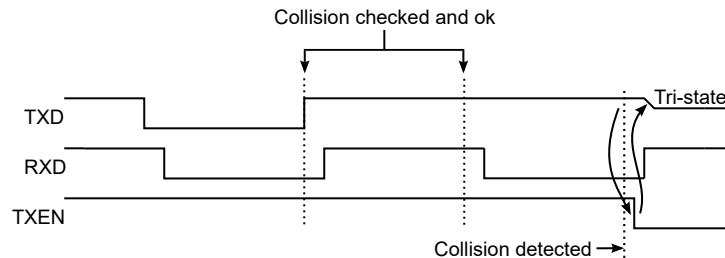 Collision checked and ok
Tri-state
TXD
RXD
TXEN
Collision detected